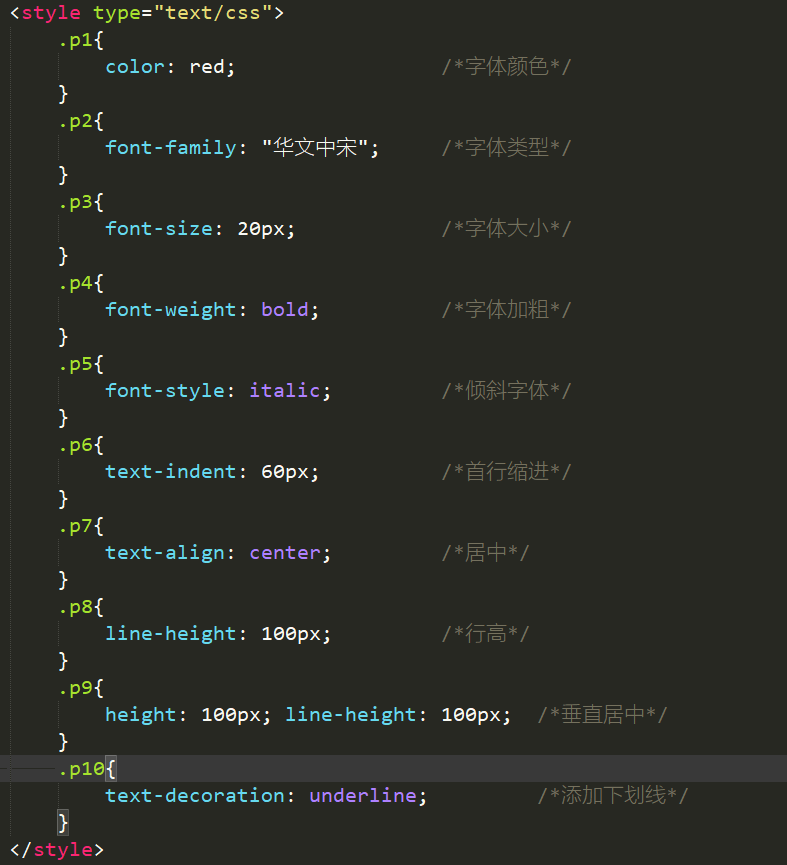 <style type="text/css">
.p1{
color: red; /*字体颜色*/
}
.p2{
font-family: "华文中宋"; /*字体类型*/
}
.p3{
font-size: 20px; /*字体大小*/
}
.p4{
font-weight: bold; /*字体加粗*/
}
.p5{
font-style: italic; /*倾斜字体*/
}
.p6{
text-indent: 60px; /*首行缩进*/
}
.p7{
text-align: center; /*居中*/
}
.p8{
line-height: 100px; /*行高*/
}
.p9{
height: 100px; line-height: 100px; /*垂直居中*/
}
.p10{
text-decoration: underline; /*添加下划线*/
}
</style>